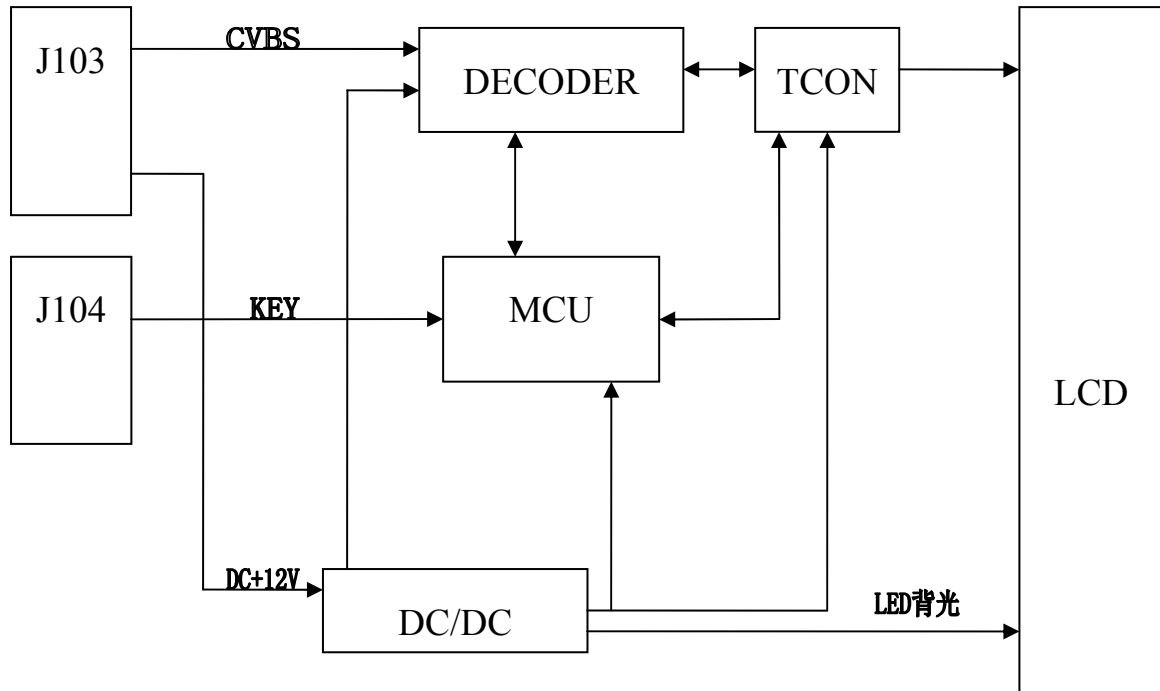 CVBS
J103
DECODER
TCON
J104
KEY
MCU
LCD
DC+12V
DC/DC
LED背光